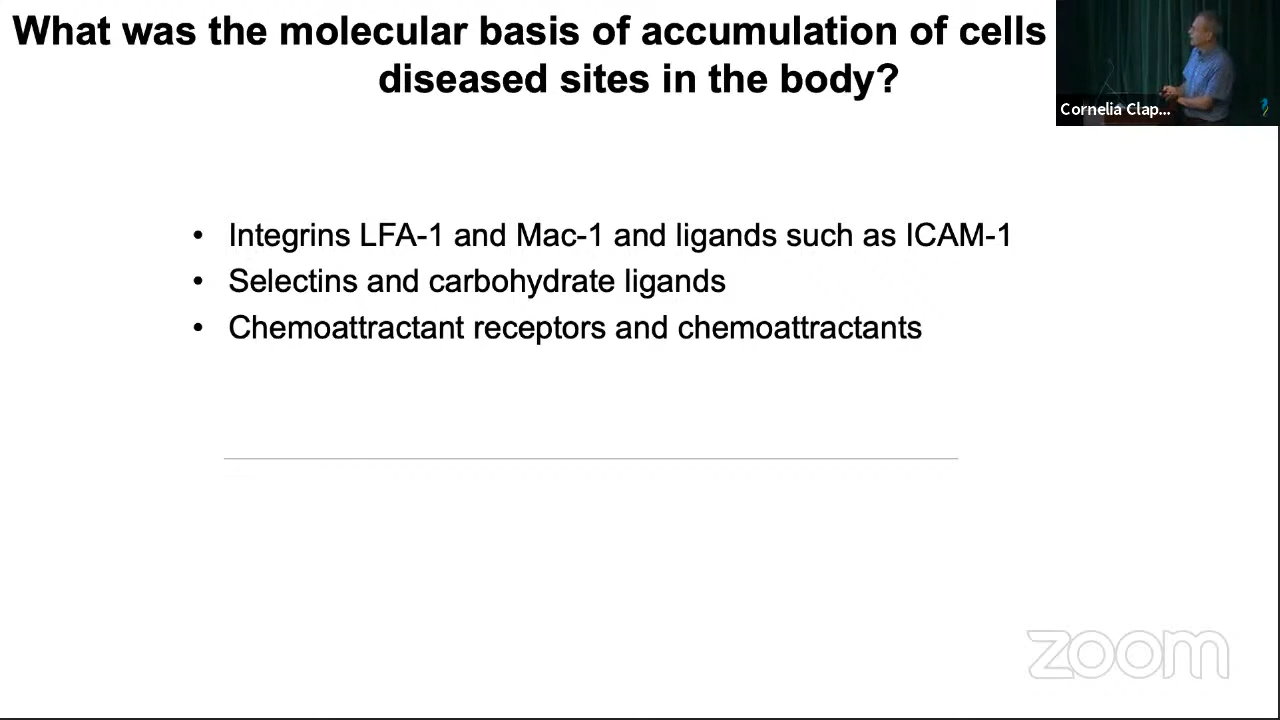 What was the molecular basis of accumulation of cells
diseased sites in the body?
Cornelia Clap...
• Integrins LFA-1 and Mac-1 and ligands such as ICAM-1
• Selectins and carbohydrate ligands
• Chemoattractant receptors and chemoattractants
zoom